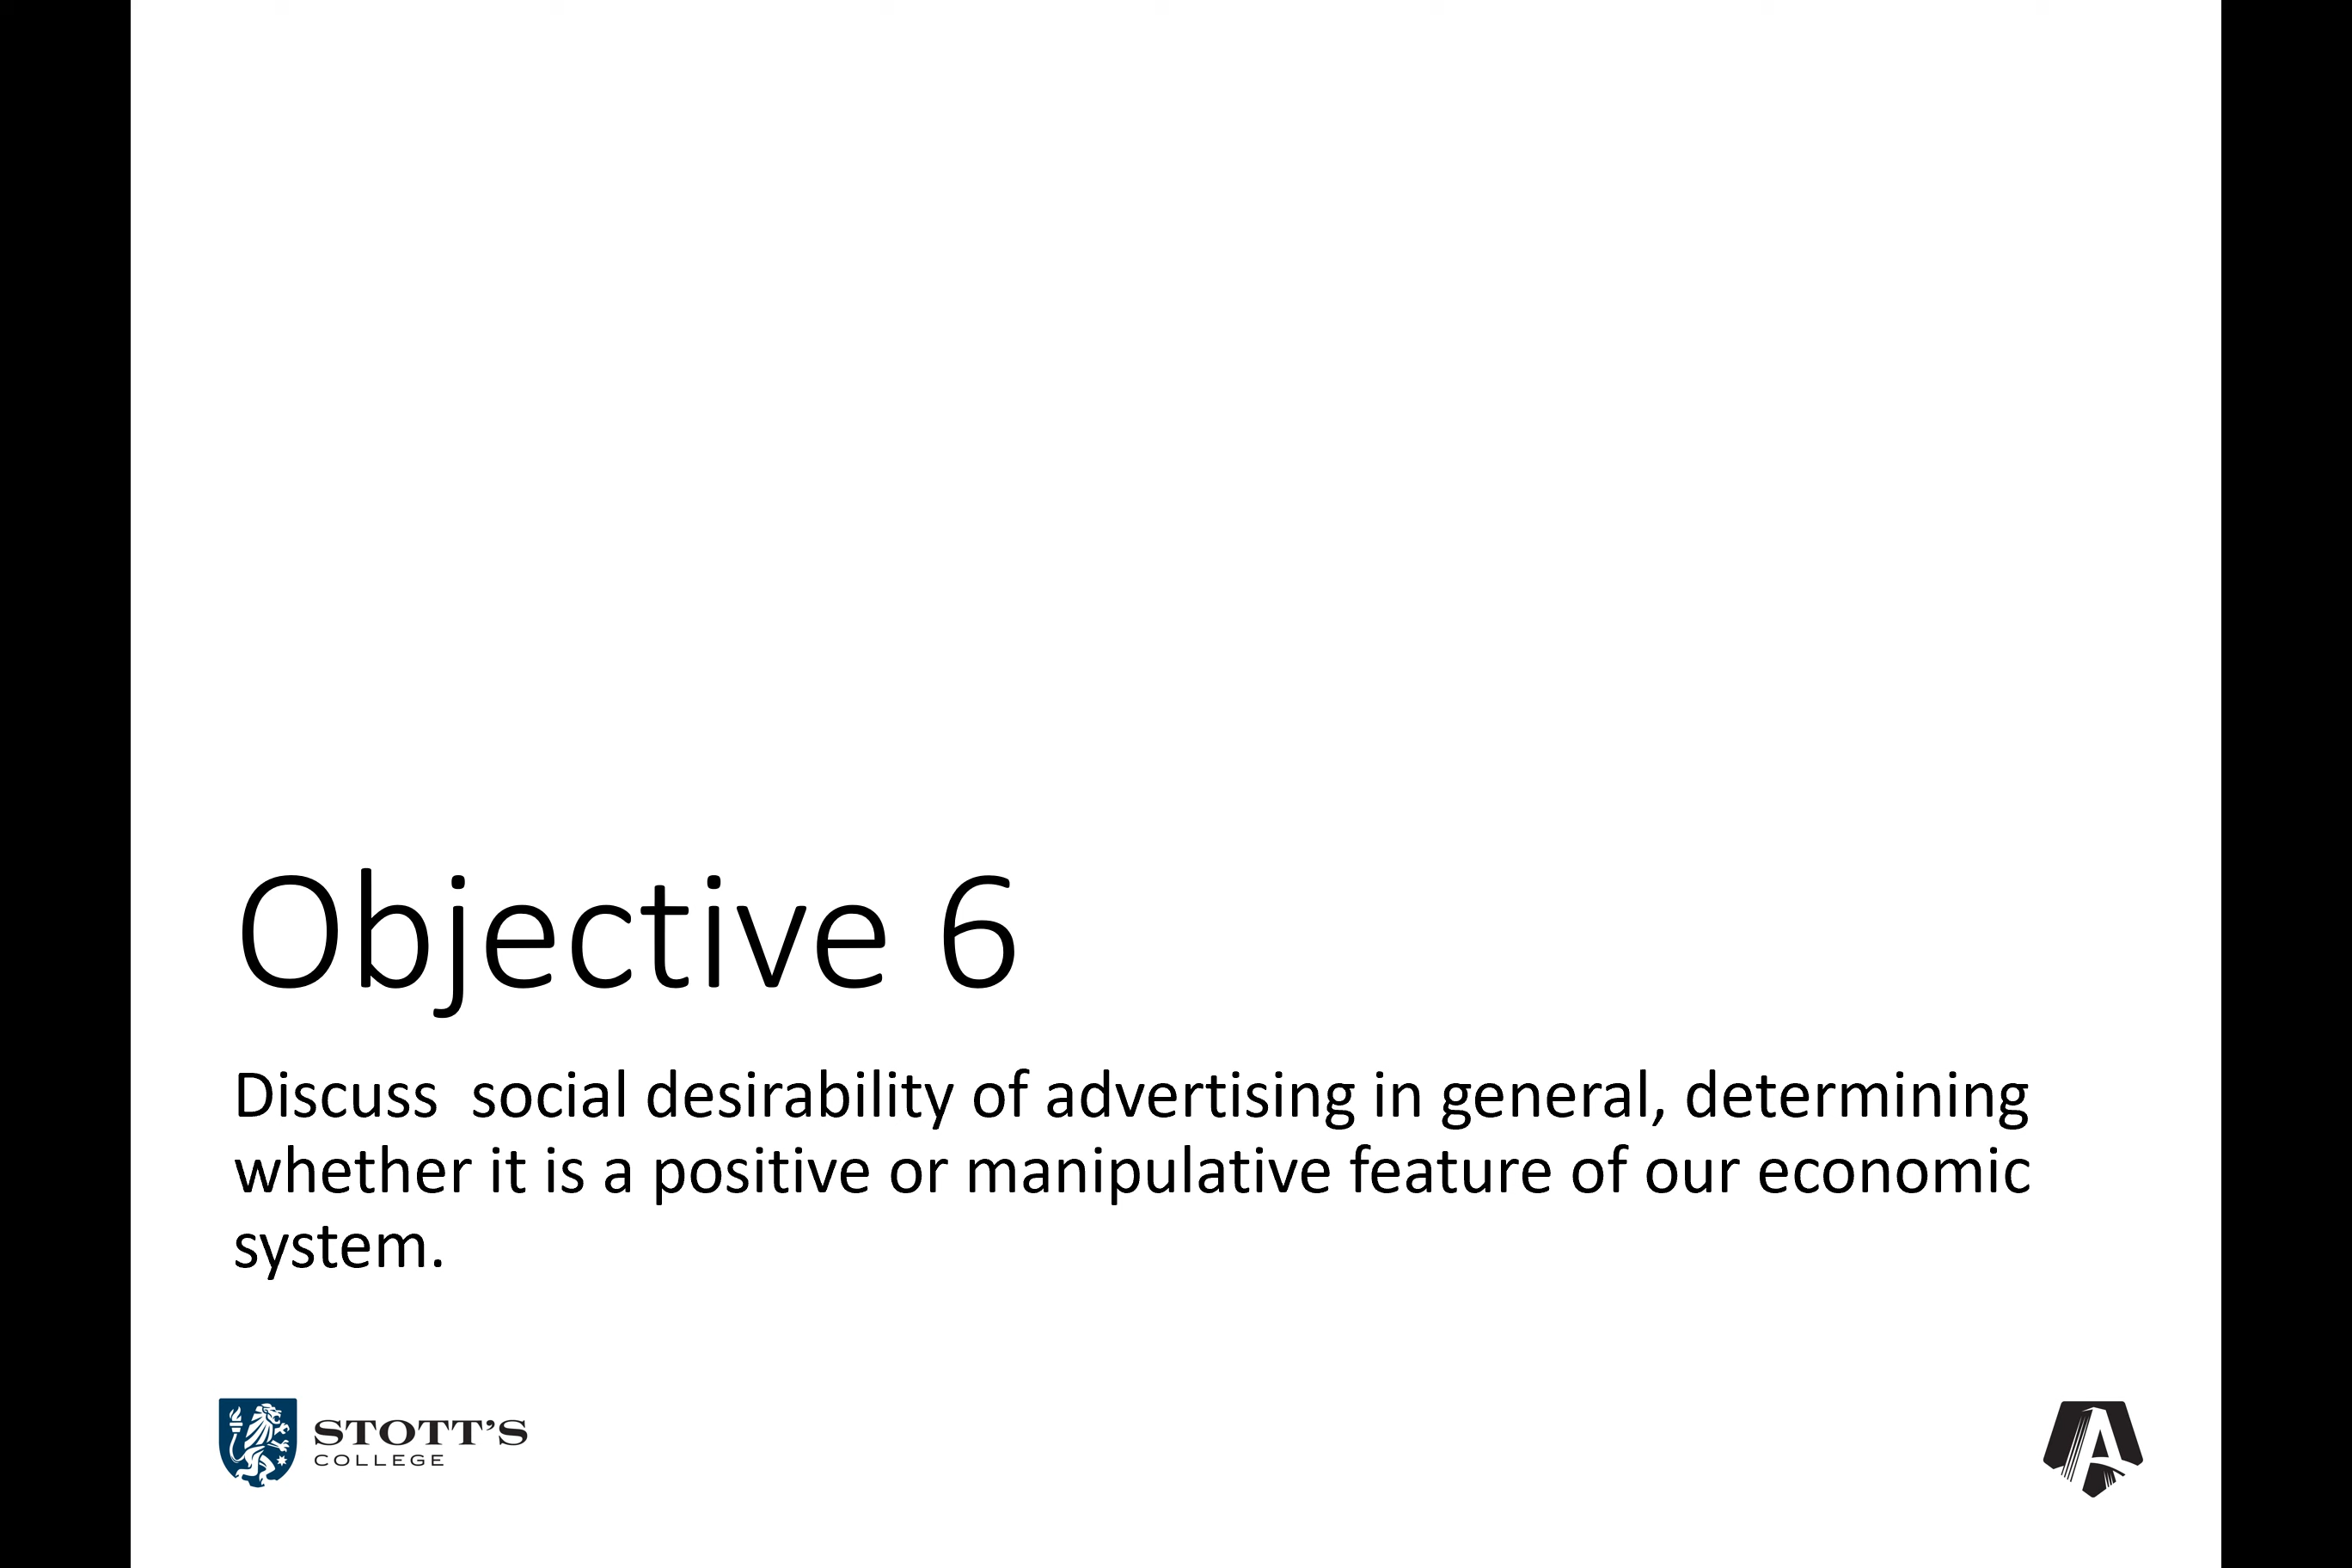 Objective 6
Discuss  social desirability of advertising in general, determining
whether it is a positive or manipulative feature of our economic
system.
STOTT'S
COLLEGE
A